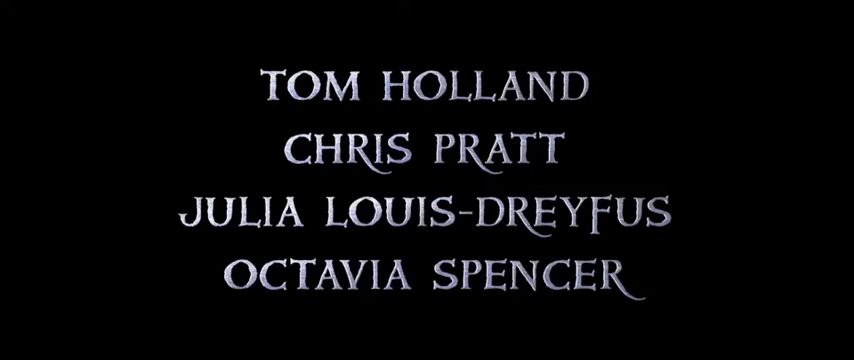 TOM HOLLAND
CHRIS PRATT
JULIA LOUIS-DREYFUS
OCTAVIA SPENCER